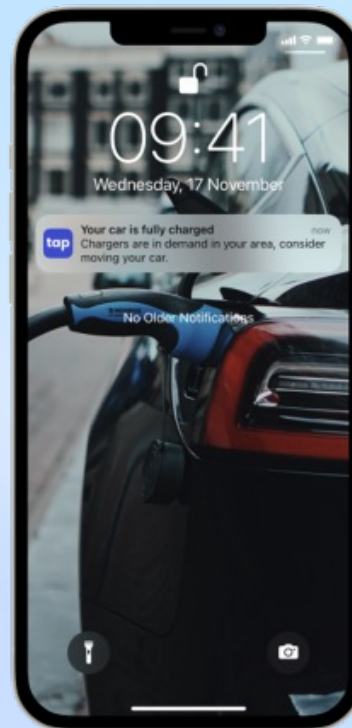 09:41
Wednesday, 17 November
tap
Your car is fully charged
now
Chargers are in demand in your area, consider
moving your car.
No Older Notifications